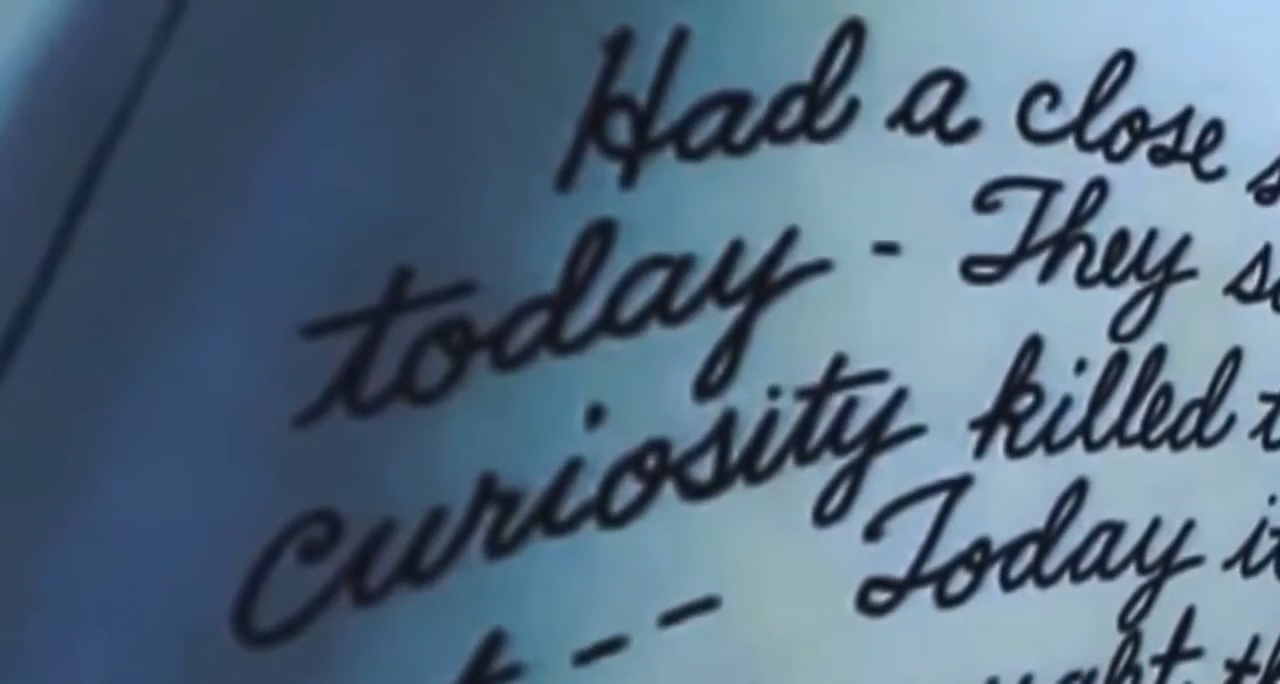 Had a close
today - They
curiosity killed
-- Today